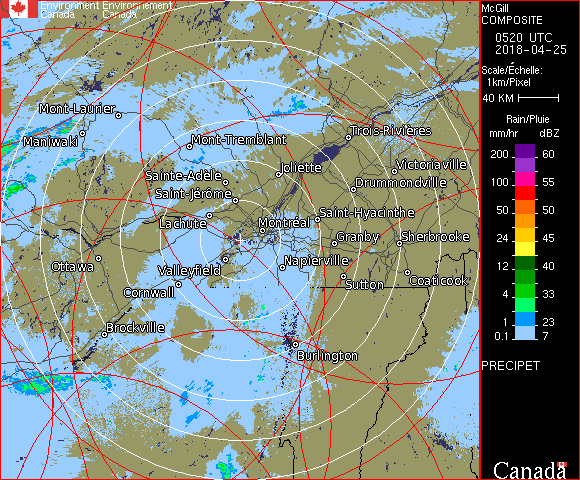 Environment Environnement
Canada Canada
McGill
COMPOSITE
0520 UTC
2018-04-25
Scale/Échelle:
1km/Pixel
40 KM
Rain/Pluie
mm/hr dBZ
200 60
100 55
50 50
24 45
12 40
4 33
1 23
0.1 7
PRECIPET
Canada
Mont-Laurier
Maniwaki
Mont-Tremblant
Trois-Rivières
Sainte-Adèle
Joliette
Victoriaville
Saint-Jérôme
Drummondville
Lachute
Montréal
Saint-Hyacinthe
Granby
Sherbrooke
Ottawa
Valleyfield
Napierville
Cornwall
Sutton
Coaticook
Brockville
Burlington